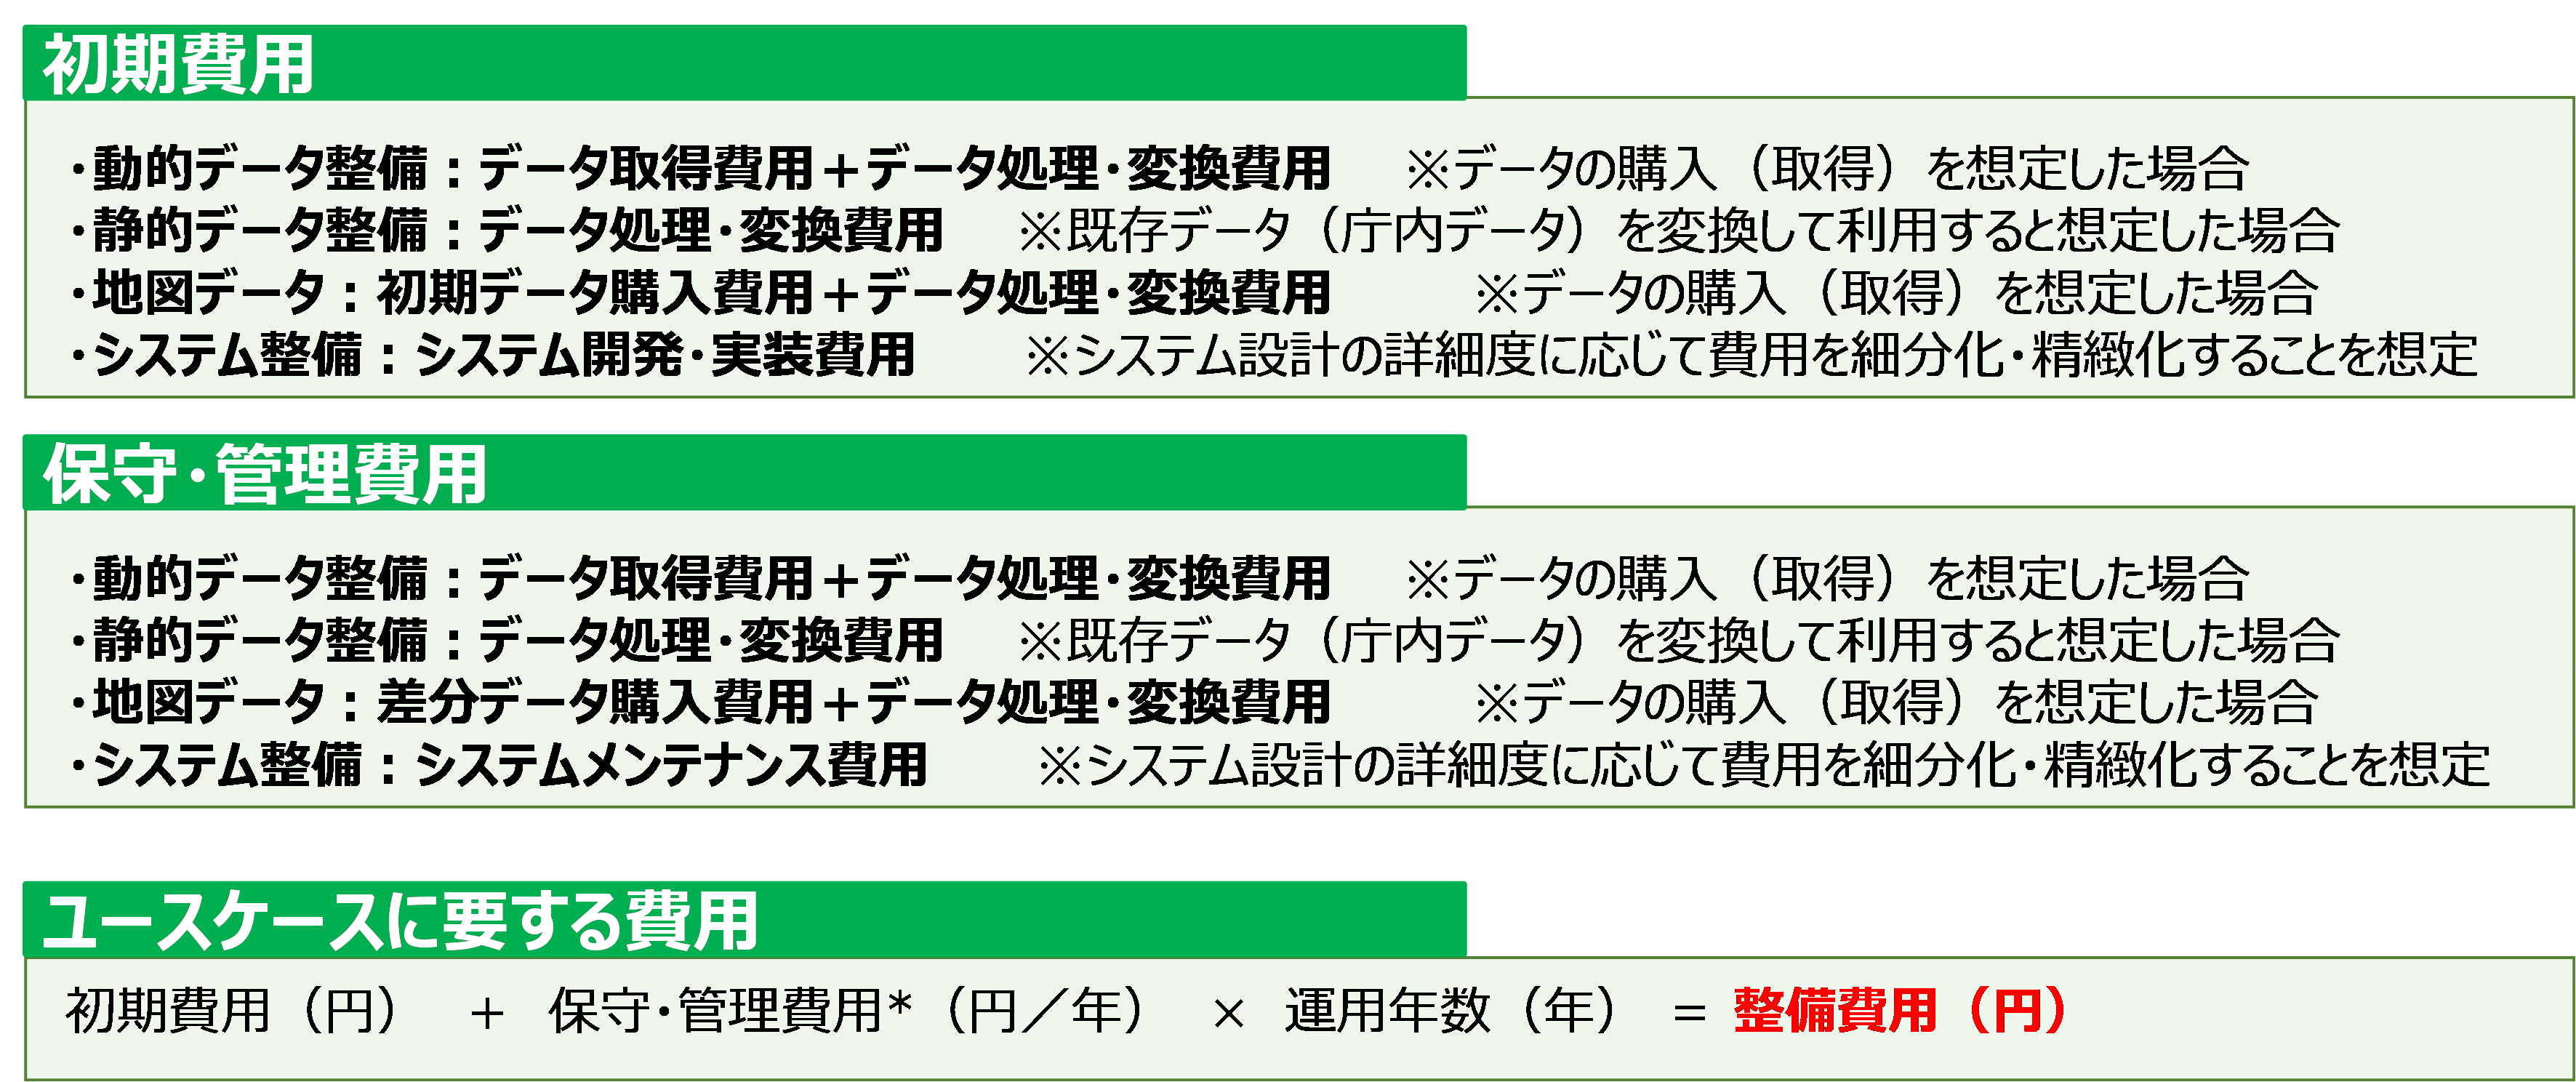 初期費用
・動的データ整備：データ取得費用＋データ処理・変換費用　※データの購入（取得）を想定した場合
・静的データ整備：データ処理・変換費用　※既存データ（庁内データ）を変換して利用すると想定した場合
・地図データ：初期データ購入費用＋データ処理・変換費用　※データの購入（取得）を想定した場合
・システム整備：システム開発・実装費用　※システム設計の詳細度に応じて費用を細分化・精緻化することを想定
保守・管理費用
・動的データ整備：データ取得費用＋データ処理・変換費用　※データの購入（取得）を想定した場合
・静的データ整備：データ処理・変換費用　※既存データ（庁内データ）を変換して利用すると想定した場合
・地図データ：差分データ購入費用＋データ処理・変換費用　※データの購入（取得）を想定した場合
・システム整備：システムメンテナンス費用　※システム設計の詳細度に応じて費用を細分化・精緻化することを想定
ユースケースに要する費用
初期費用（円）　＋　保守・管理費用*（円／年）　×　運用年数（年）　＝　整備費用（円）